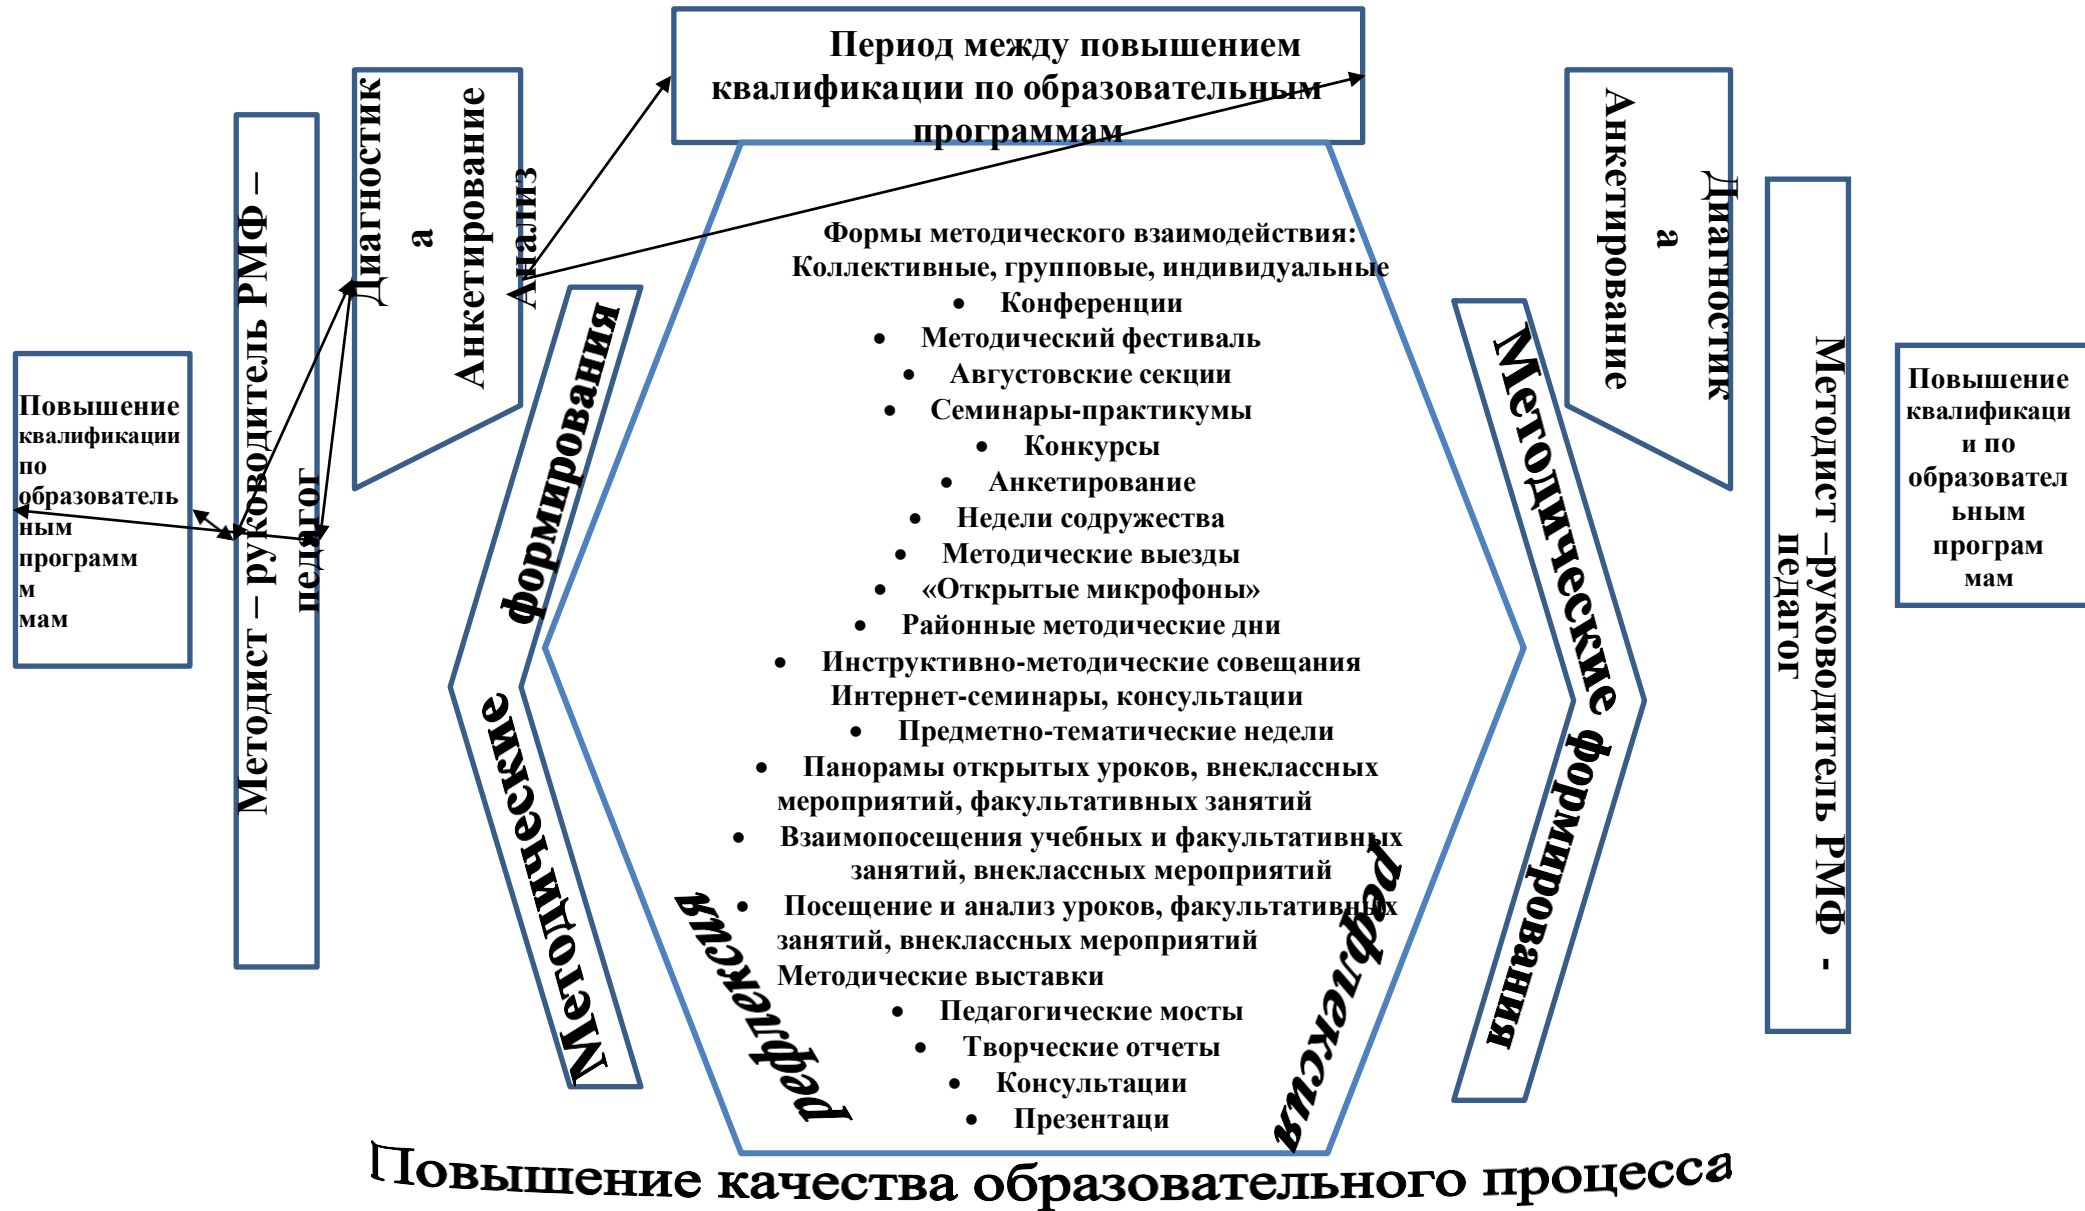 Период между повышением
квалификации по образовательным
программам
Повышение
квалификации
по
образователь
ным
программ
м
мам
Методист – руководитель РМФ –
педагог
Диагностик
а
Анкетирование
Анализ
Методические
формирования
Формы методического взаимодействия:
Коллективные, групповые, индивидуальные
• Конференции
• Методический фестиваль
• Августовские секции
• Семинары-практикумы
• Конкурсы
• Анкетирование
• Недели содружества
• Методические выезды
• «Открытые микрофоны»
• Районные методические дни
• Инструктивно-методические совещания
Интернет-семинары, консультации
• Предметно-тематические недели
• Панорамы открытых уроков, внеклассных
мероприятий, факультативных занятий
• Взаимопосещения учебных и факультативных
занятий, внеклассных мероприятий
• Посещение и анализ уроков, факультативных
занятий, внеклассных мероприятий
Методические выставки
• Педагогические мосты
• Творческие отчеты
• Консультации
• Презентаци
рефлексия
рефлексия
Методические формирования
Диагностик
а
Анкетирование
Методист –руководитель РМФ -
педагог
Повышение
квалификаци
и по
образовател
ьным
програм
мам
Повышение качества образовательного процесса